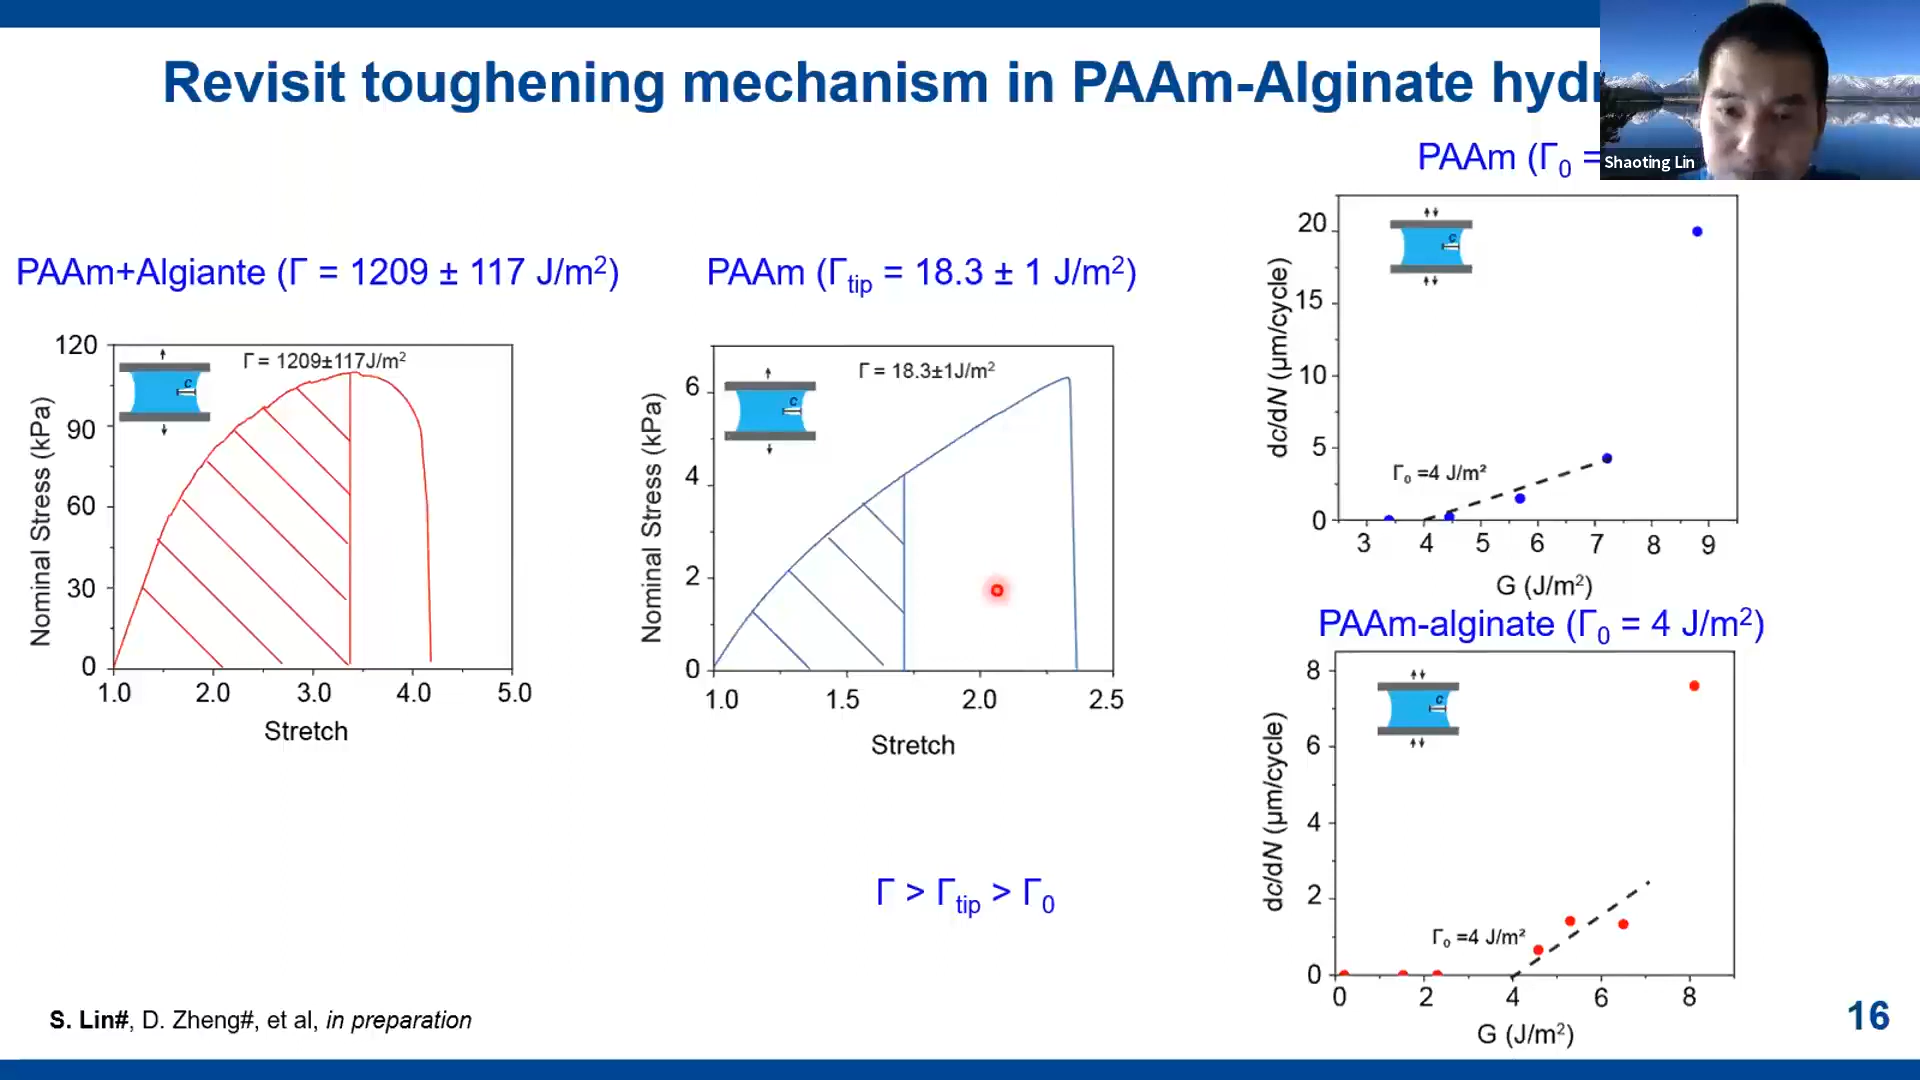 Revisit toughening mechanism in PAAm-Alginate hyd
Shaoting Lin
PAAm (Γ0 =
PAAm+Algiante (Γ = 1209 ± 117 J/m²)
PAAm (Γtip = 18.3 ± 1 J/m²)
120
90
60
30
0
Nominal Stress (kPa)
c
Γ = 1209±117J/m²
1.0 2.0 3.0 4.0 5.0
Stretch
6
4
2
0
Nominal Stress (kPa)
c
Γ = 18.3±1J/m²
1.0 1.5 2.0 2.5
Stretch
20
15
10
5
0
dc/dN (µm/cycle)
c
Γ₀ =4 J/m²
3 4 5 6 7 8 9
G (J/m²)
PAAm-alginate (Γ0 = 4 J/m²)
8
6
4
2
0
dc/dN (µm/cycle)
c
Γ₀ =4 J/m²
0 2 4 6 8
G (J/m²)
Γ > Γtip > Γ0
S. Lin#, D. Zheng#, et al, in preparation
16